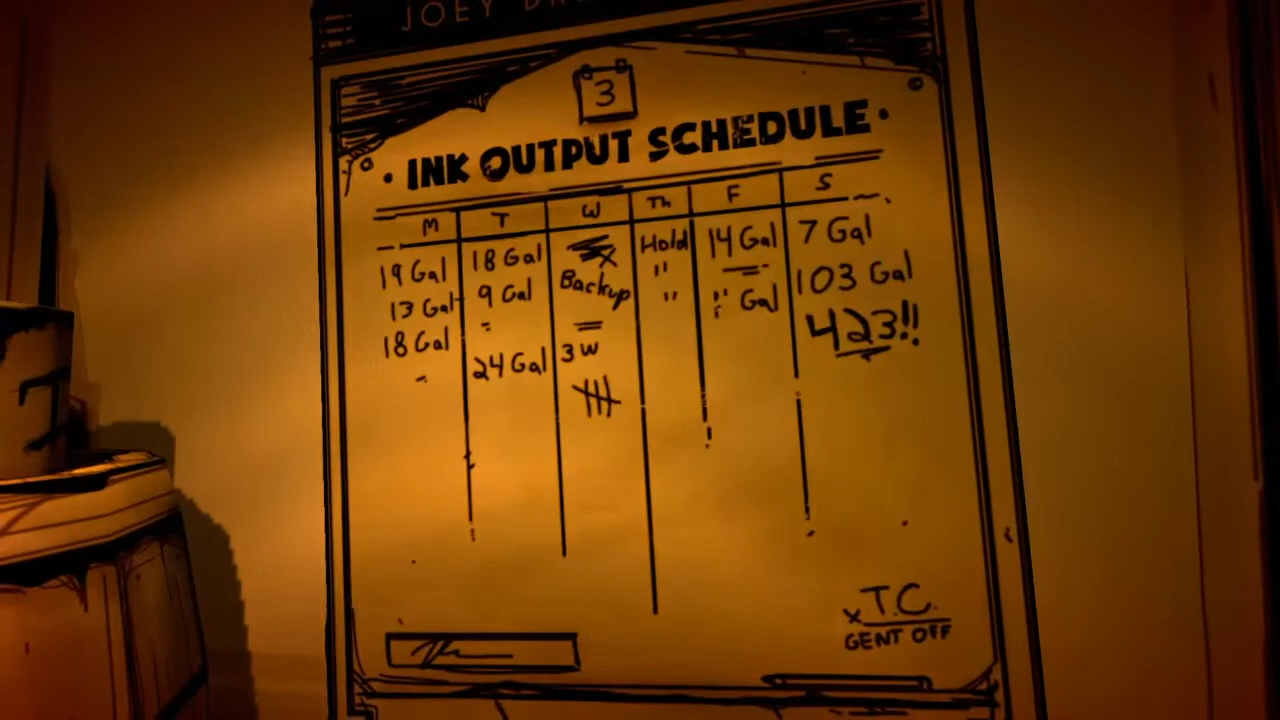 JOEY DR
3
· INK OUTPUT SCHEDULE ·
M T W Th F S
19 Gal 18 Gal Hold 14 Gal 7 Gal
13 Gal 9 Gal Backup " " Gal 103 Gal
18 Gal " = " 423!!
" 24 Gal 3W
x T.C.
GENT OFF